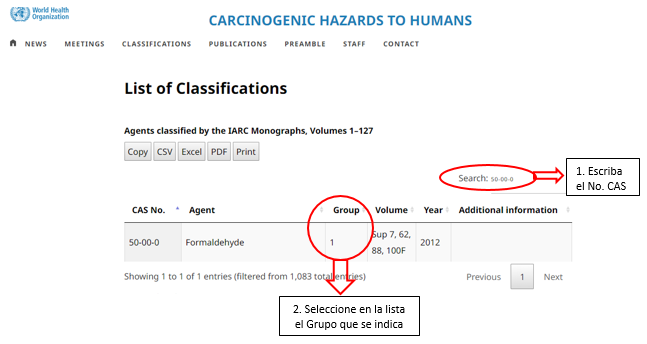 World Health
Organization
CARCINOGENIC HAZARDS TO HUMANS
NEWS MEETINGS CLASSIFICATIONS PUBLICATIONS PREAMBLE STAFF CONTACT
List of Classifications
Agents classified by the IARC Monographs, Volumes 1–127
Copy CSV Excel PDF Print
Search: 50-00-0
1. Escriba
el No. CAS
CAS No. Agent Group Volume Year Additional information
50-00-0 Formaldehyde 1 Sup 7, 62, 2012
88, 100F
Showing 1 to 1 of 1 entries (filtered from 1,083 total entries)
Previous 1 Next
2. Seleccione en la lista
el Grupo que se indica